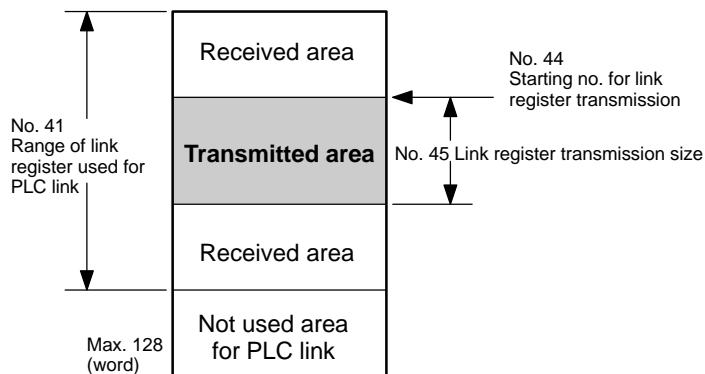 Received area
No. 44
Starting no. for link
register transmission
No. 41
Range of link
register used for
PLC link
Transmitted area
No. 45 Link register transmission size
Received area
Not used area
for PLC link
Max. 128
(word)